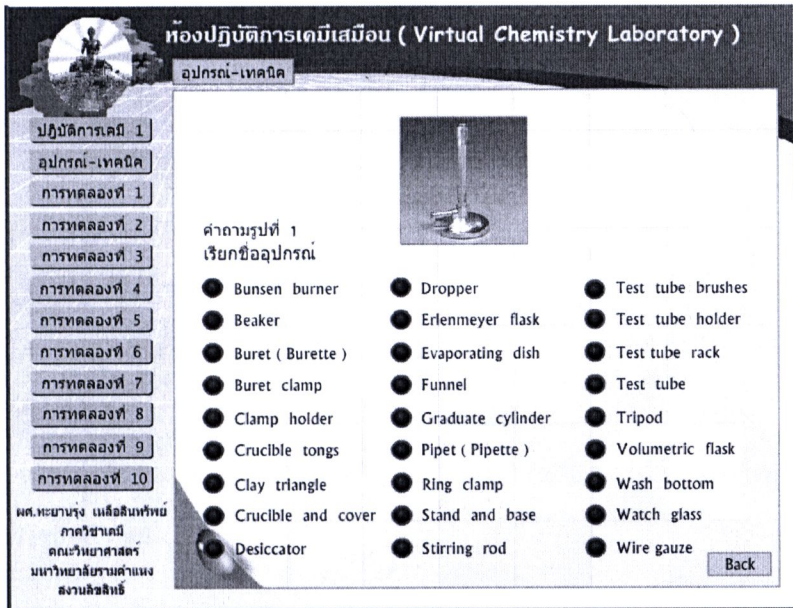 ห้องปฏิบัติการเคมีเสมือน ( Virtual Chemistry Laboratory )
อุปกรณ์-เทคนิค
ปฏิบัติการเคมี 1
อุปกรณ์-เทคนิค
การทดลองที่ 1
การทดลองที่ 2
การทดลองที่ 3
การทดลองที่ 4
การทดลองที่ 5
การทดลองที่ 6
การทดลองที่ 7
การทดลองที่ 8
การทดลองที่ 9
การทดลองที่ 10
ผศ.ทะยานรุ่ง เหลือสินทรัพย์
ภาควิชาเคมี
คณะวิทยาศาสตร์
มหาวิทยาลัยรามคำแหง
สงวนลิขสิทธิ์
คำถามรูปที่ 1
เรียกชื่ออุปกรณ์
Bunsen burner
Beaker
Buret ( Burette )
Buret clamp
Clamp holder
Crucible tongs
Clay triangle
Crucible and cover
Desiccator
Dropper
Erlenmeyer flask
Evaporating dish
Funnel
Graduate cylinder
Pipet ( Pipette )
Ring clamp
Stand and base
Stirring rod
Test tube brushes
Test tube holder
Test tube rack
Test tube
Tripod
Volumetric flask
Wash bottom
Watch glass
Wire gauze
Back